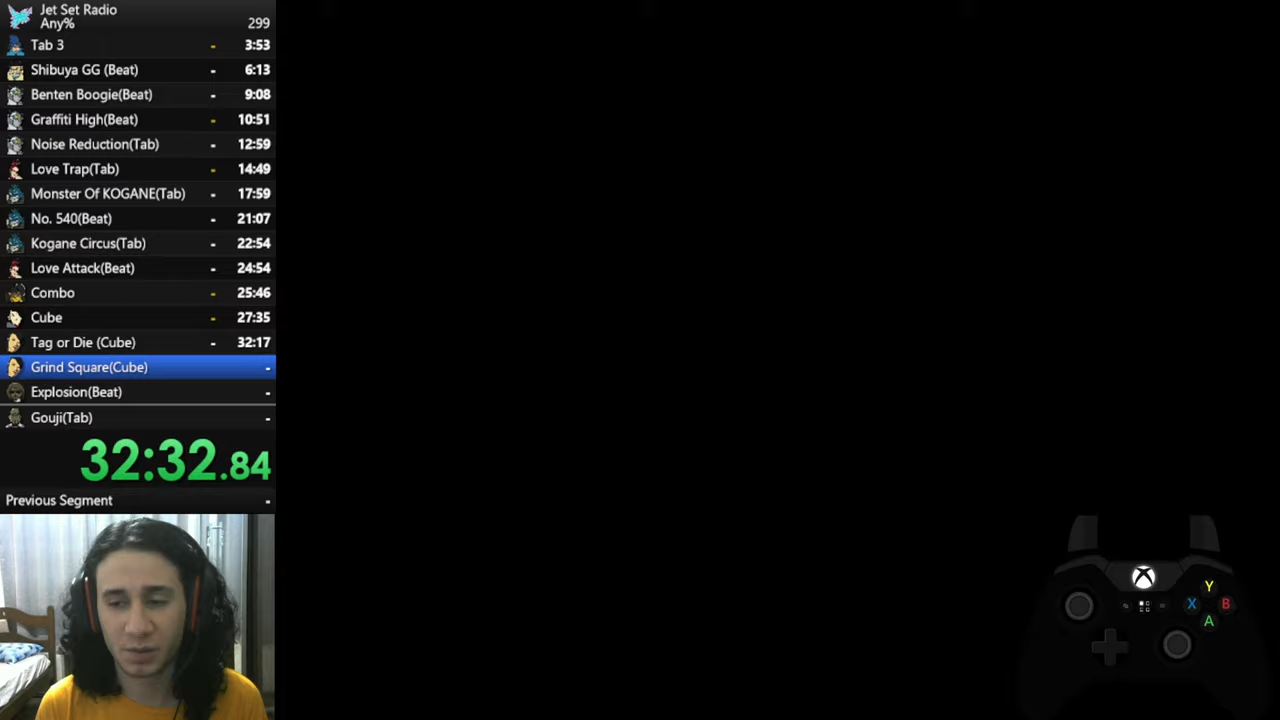 Jet Set Radio
Any% 299
Tab 3 - 3:53
Shibuya GG (Beat) - 6:13
Benten Boogie(Beat) - 9:08
Graffiti High(Beat) - 10:51
Noise Reduction(Tab) - 12:59
Love Trap(Tab) - 14:49
Monster Of KOGANE(Tab) - 17:59
No. 540(Beat) - 21:07
Kogane Circus(Tab) - 22:54
Love Attack(Beat) - 24:54
Combo - 25:46
Cube - 27:35
Tag or Die (Cube) - 32:17
Grind Square(Cube) -
Explosion(Beat) -
Gouji(Tab) -
32:32.84
Previous Segment -
Y
X B
A